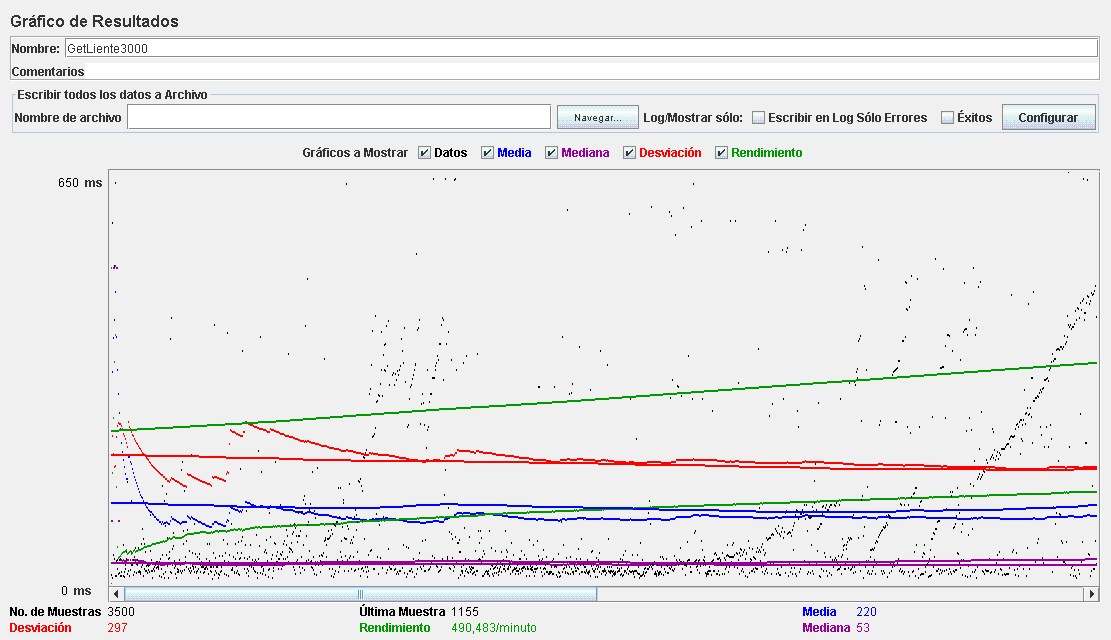 Gráfico de Resultados
Nombre: GetLiente3000
Comentarios
Escribir todos los datos a Archivo
Nombre de archivo Navegar... Log/Mostrar sólo: Escribir en Log Sólo Errores Éxitos Configurar
Gráficos a Mostrar Datos Media Mediana Desviación Rendimiento
650 ms
0 ms
No. de Muestras 3500 Última Muestra 1155 Media 220
Desviación 297 Rendimiento 490,483/minuto Mediana 53